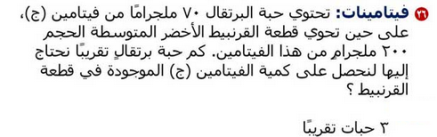 ٢٦ فيتامينات: تحتوي حبة البرتقال ٧٠ ملجرامًا من فيتامين (ج)،
على حين تحوي قطعة القرنبيط الأخضر المتوسطة الحجم
٢٠٠ ملجرام من هذا الفيتامين. كم حبة برتقالٍ تقريبًا نحتاج
إليها لنحصل على كمية الفيتامين (ج) الموجودة في قطعة
القرنبيط ؟
٣ حبات تقريبًا